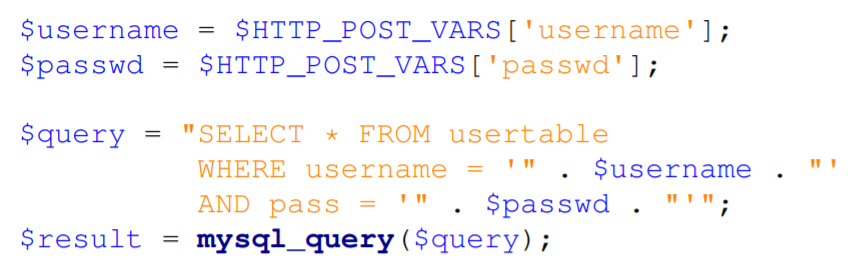 $username = $HTTP_POST_VARS['username'];
$passwd = $HTTP_POST_VARS['passwd'];
$query = "SELECT * FROM usertable
WHERE username = '" . $username . "'
AND pass = '" . $passwd . "'";
$result = mysql_query($query);